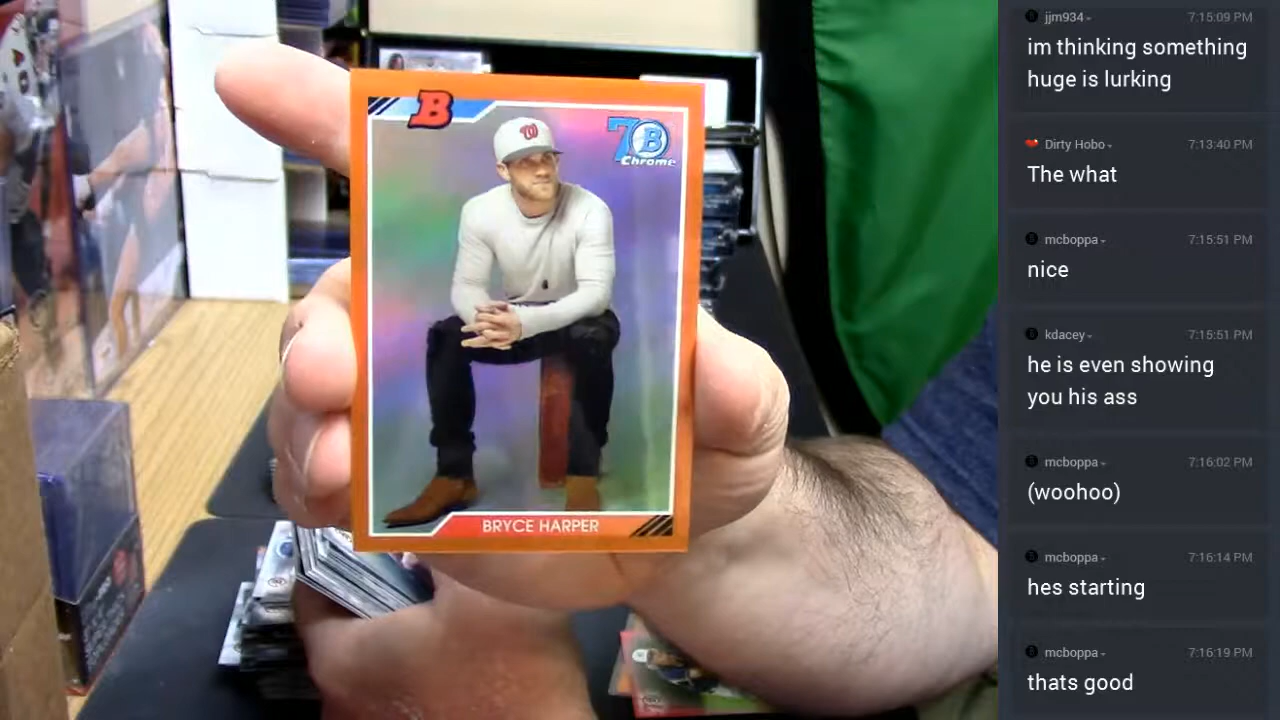 B
7B
Chrome
W
BRYCE HARPER
jjm934
7:15:09 PM
im thinking something
huge is lurking
Dirty Hobo
7:13:40 PM
The what
mcboppa
7:15:51 PM
nice
kdacey
7:15:51 PM
he is even showing
you his ass
mcboppa
7:16:02 PM
(woohoo)
mcboppa
7:16:14 PM
hes starting
mcboppa
7:16:19 PM
thats good